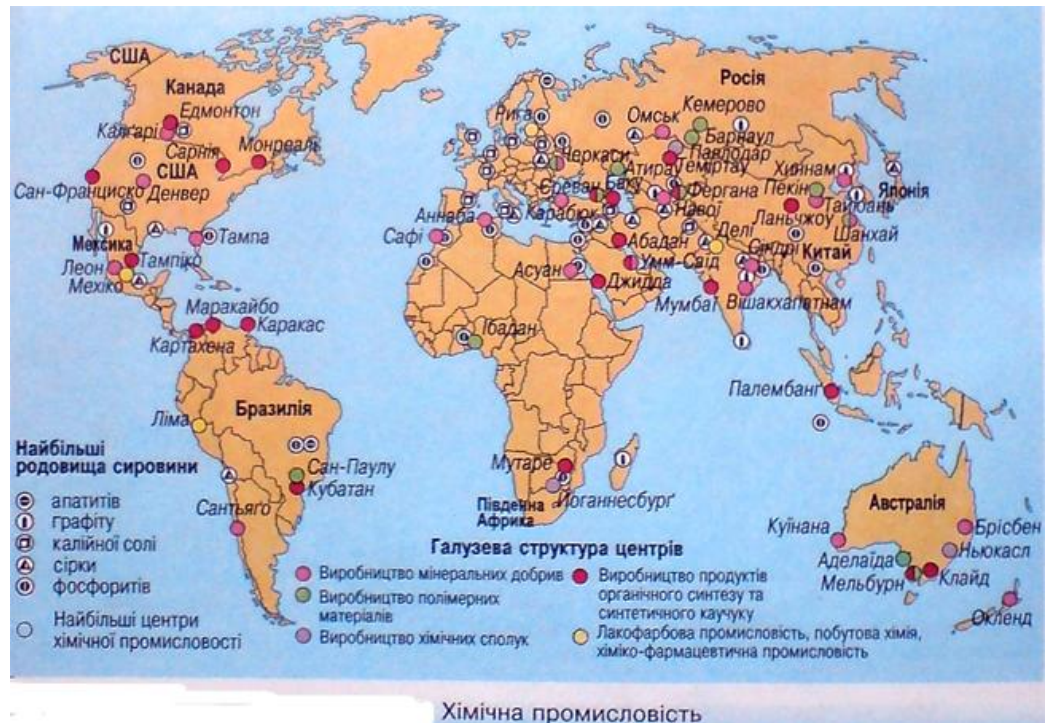 США
Канада
Едмонтон
Калгарі
Сарнія
Монреаль
США
Сан-Франциско
Денвер
Мексика
Тампа
Леон
Тампіко
Мехіко
Маракайбо
Каракас
Картахена
Ліма
Бразилія
Сан-Паулу
Кубатан
Сантьяго
Росія
Рига
Омськ
Кемерово
Барнаул
Павлодар
Черкаси
Атирау
Теміртау
Хиннам
Єреван
Баку
Фергана
Пекін
Японія
Аннаба
Карабюк
Навої
Ланьчжоу
Тайюань
Сафі
Абадан
Делі
Сіндрі
Китай
Шанхай
Асуан
Умм-Саїд
Джидда
Мумбаї
Вішакхапатнам
Ібадан
Палембанг
Мутаре
Йоганнесбурґ
Південна
Африка
Австралія
Куїнана
Брісбен
Аделаїда
Ньюкасл
Мельбурн
Клайд
Окленд
Найбільші
родовища сировини
апатитів
графіту
калійної солі
сірки
фосфоритів
Найбільші центри
хімічної промисловості
Галузева структура центрів
Виробництво мінеральних добрив
Виробництво полімерних
матеріалів
Виробництво хімічних сполук
Виробництво продуктів
органічного синтезу та
синтетичного каучуку
Лакофарбова промисловість, побутова хімія,
хіміко-фармацевтична промисловість
Хімічна промисловість